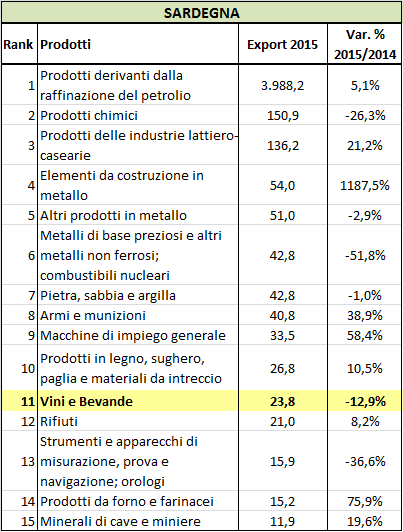 SARDEGNA
Rank Prodotti Export 2015 Var. % 2015/2014
1 Prodotti derivanti dalla raffinazione del petrolio 3.988,2 5,1%
2 Prodotti chimici 150,9 -26,3%
3 Prodotti delle industrie lattiero-casearie 136,2 21,2%
4 Elementi da costruzione in metallo 54,0 1187,5%
5 Altri prodotti in metallo 51,0 -2,9%
6 Metalli di base preziosi e altri metalli non ferrosi; combustibili nucleari 42,8 -51,8%
7 Pietra, sabbia e argilla 42,8 -1,0%
8 Armi e munizioni 40,8 38,9%
9 Macchine di impiego generale 33,5 58,4%
10 Prodotti in legno, sughero, paglia e materiali da intreccio 26,8 10,5%
11 Vini e Bevande 23,8 -12,9%
12 Rifiuti 21,0 8,2%
13 Strumenti e apparecchi di misurazione, prova e navigazione; orologi 15,9 -36,6%
14 Prodotti da forno e farinacei 15,2 75,9%
15 Minerali di cave e miniere 11,9 19,6%